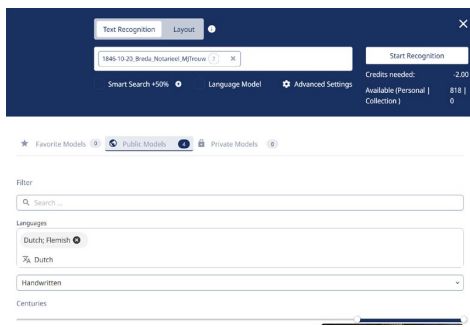 Text Recognition Layout
1846-10-20_Breda_Notarieel_MJTrouw 7
Start Recognition
Smart Search +50% Language Model Advanced Settings
Credits needed: -2.00
Available (Personal | Collection ) 818 | 0
Favorite Models 0 Public Models 4 Private Models 0
Filter
Search ...
Languages
Dutch; Flemish
Dutch
Handwritten
Centuries